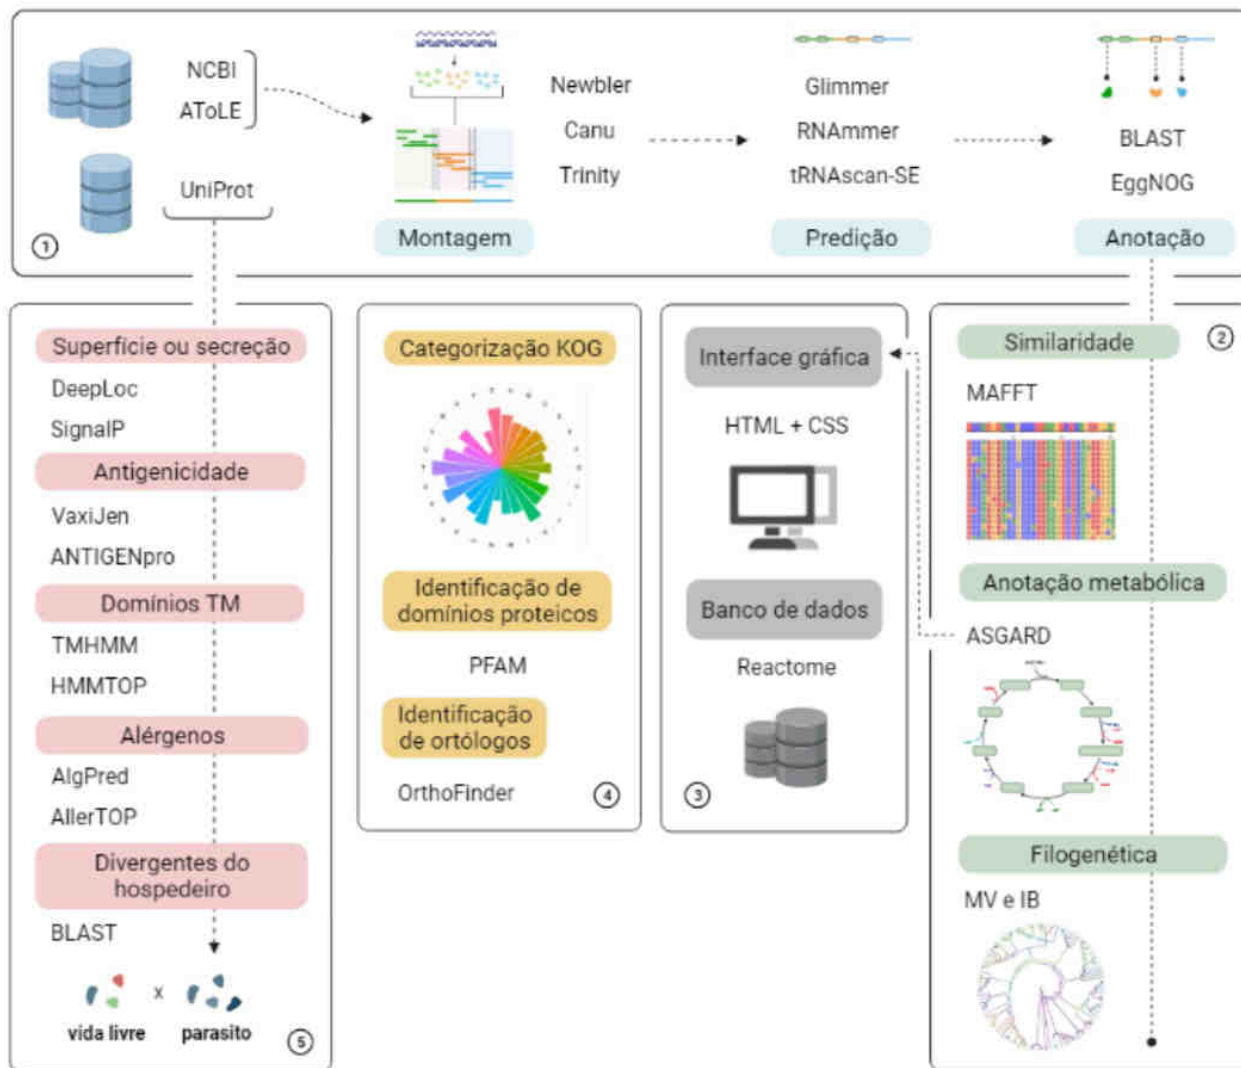 NCBI
AToLE
UniProt
①
Montagem
Newbler
Canu
Trinity
Glimmer
RNAmmer
tRNAscan-SE
Predição
BLAST
EggNOG
Anotação
Superfície ou secreção
DeepLoc
SignalP
Antigenicidade
VaxiJen
ANTIGENpro
Domínios TM
TMHMM
HMMTOP
Alérgenos
AlgPred
AllerTOP
Divergentes do
hospedeiro
BLAST
x
vida livre
parasito
⑤
Categorização KOG
Identificação de
domínios proteicos
PFAM
Identificação
de ortólogos
OrthoFinder
④
Interface gráfica
HTML + CSS
Banco de dados
Reactome
③
Similaridade
②
MAFFT
Anotação metabólica
ASGARD
Filogenética
MV e IB